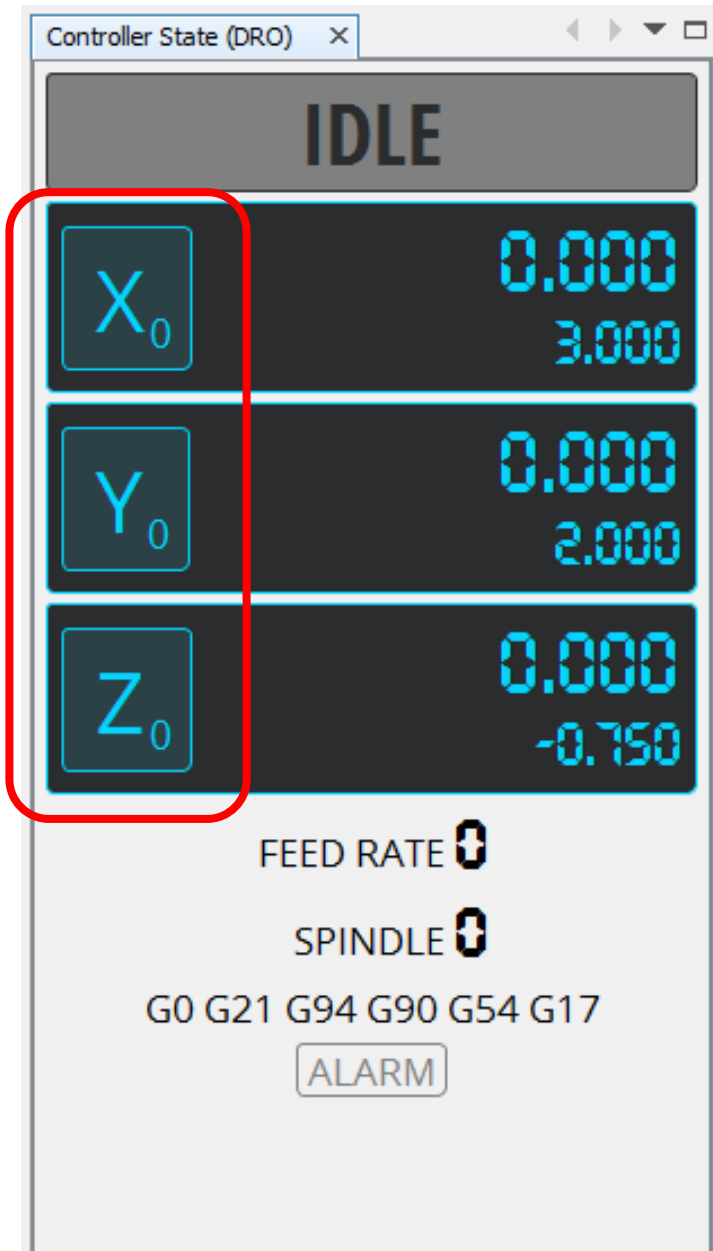 Controller State (DRO)
IDLE
X0 0.000
3.000
Y0 0.000
2.000
Z0 0.000
-0.750
FEED RATE 0
SPINDLE 0
G0 G21 G94 G90 G54 G17
ALARM